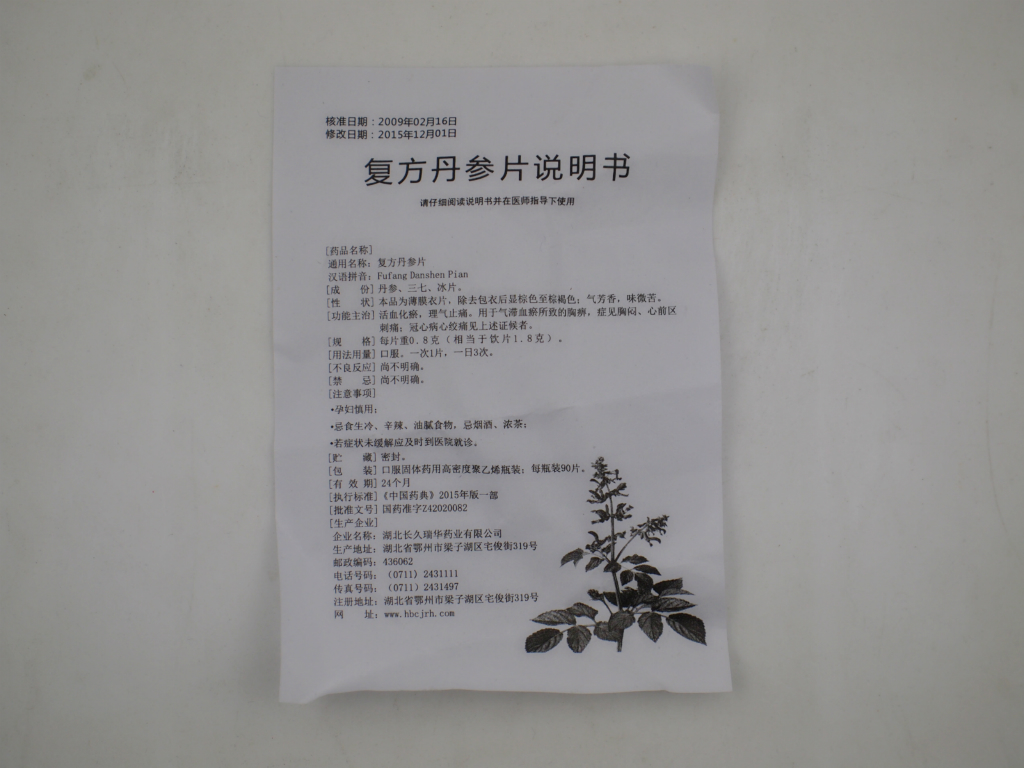 核准日期：2009年02月16日
修改日期：2015年12月01日
复方丹参片说明书
请仔细阅读说明书并在医师指导下使用
[药品名称]
通用名称：复方丹参片
汉语拼音：Fufang Danshen Pian
[成　　份] 丹参、三七、冰片。
[性　　状] 本品为薄膜衣片，除去包衣后显棕色至棕褐色；气芳香，味微苦。
[功能主治] 活血化瘀，理气止痛。用于气滞血瘀所致的胸痹，症见胸闷、心前区
刺痛；冠心病心绞痛见上述证候者。
[规　　格] 每片重0.8克（相当于饮片1.8克）。
[用法用量] 口服。一次1片，一日3次。
[不良反应] 尚不明确。
[禁　　忌] 尚不明确。
[注意事项]
•孕妇慎用；
•忌食生冷、辛辣、油腻食物，忌烟酒、浓茶；
•若症状未缓解应及时到医院就诊。
[贮　　藏] 密封。
[包　　装] 口服固体药用高密度聚乙烯瓶装；每瓶装90片。
[有 效 期] 24个月
[执行标准]《中国药典》2015年版一部
[批准文号] 国药准字Z42020082
[生产企业]
企业名称：湖北长久瑞华药业有限公司
生产地址：湖北省鄂州市梁子湖区宅俊街319号
邮政编码：436062
电话号码：（0711）2431111
传真号码：（0711）2431497
注册地址：湖北省鄂州市梁子湖区宅俊街319号
网　　址：www.hbcjrh.com